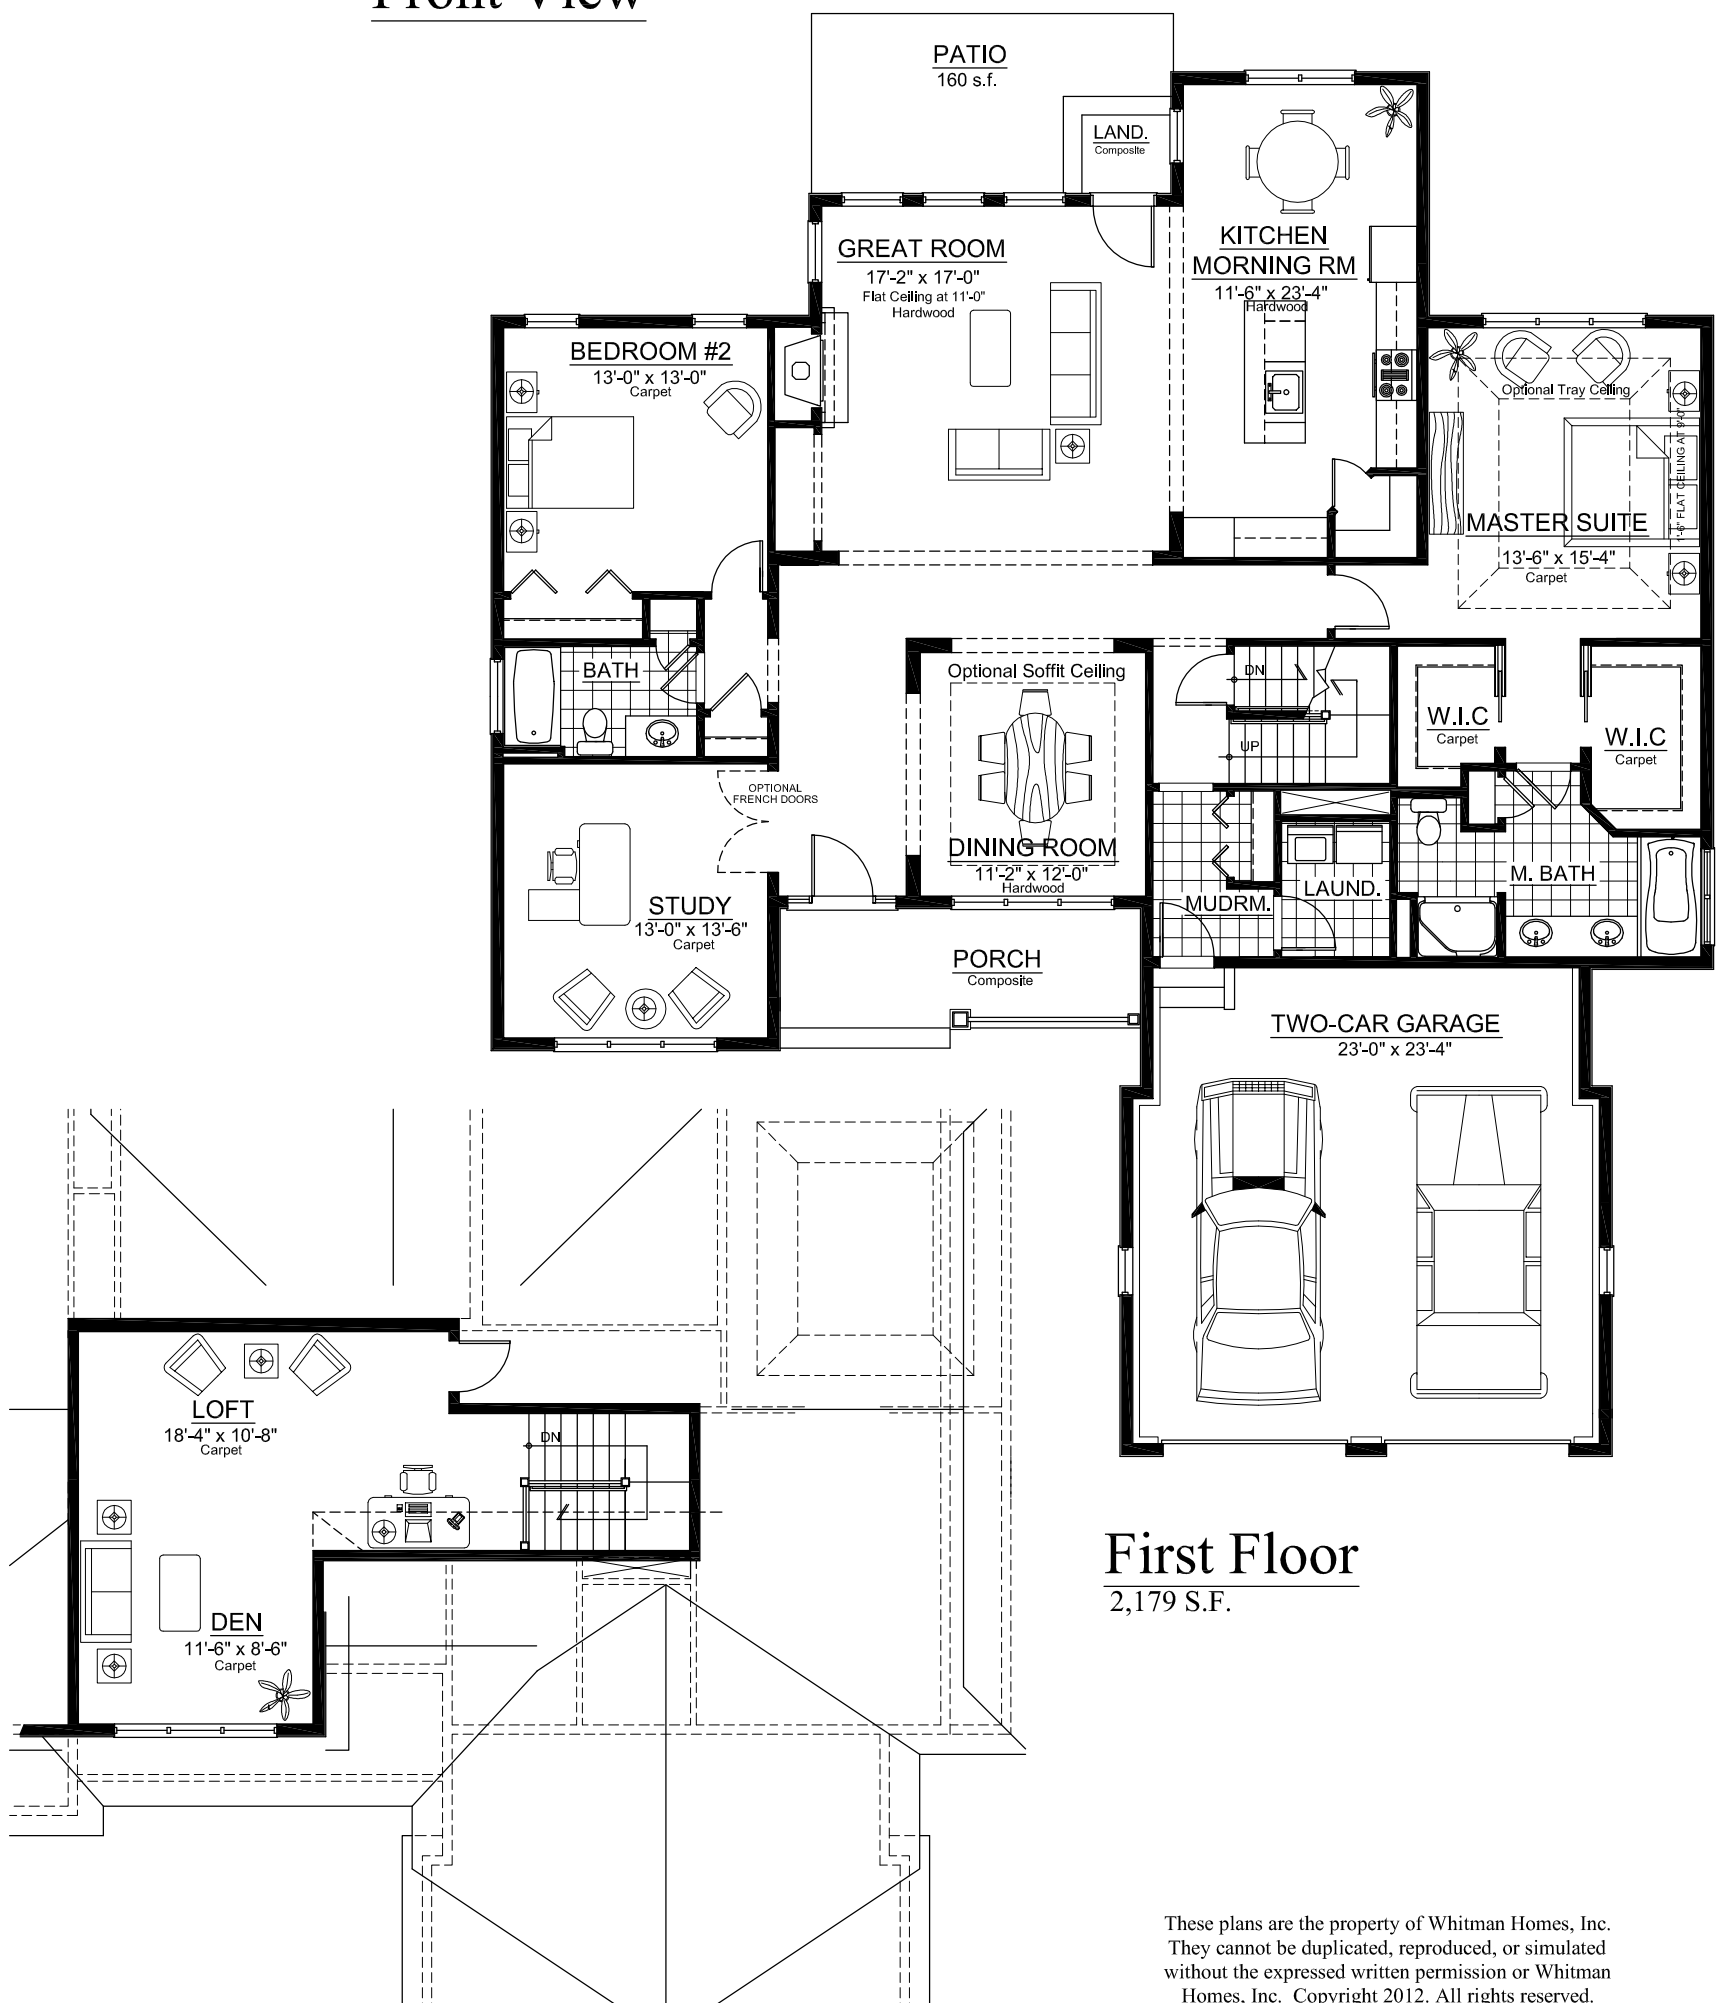 Front View
PATIO
160 s.f.
LAND.
Composite
GREAT ROOM
17'-2" x 17'-0"
Flat Ceiling at 11'-0"
Hardwood
KITCHEN
MORNING RM
11'-6" x 23'-4"
Hardwood
BEDROOM #2
13'-0" x 13'-0"
Carpet
Optional Tray Ceiling
MASTER SUITE
13'-6" x 15'-4"
Carpet
BATH
Optional Soffit Ceiling
DN
UP
W.I.C
Carpet
W.I.C
Carpet
OPTIONAL
FRENCH DOORS
DINING ROOM
11'-2" x 12'-0"
Hardwood
STUDY
13'-0" x 13'-6"
Carpet
MUDRM.
LAUND.
M. BATH
PORCH
Composite
TWO-CAR GARAGE
23'-0" x 23'-4"
LOFT
18'-4" x 10'-8"
Carpet
DN
DEN
11'-6" x 8'-6"
Carpet
First Floor
2,179 S.F.
These plans are the property of Whitman Homes, Inc.
They cannot be duplicated, reproduced, or simulated
without the expressed written permission or Whitman
Homes, Inc. Copyright 2012. All rights reserved.